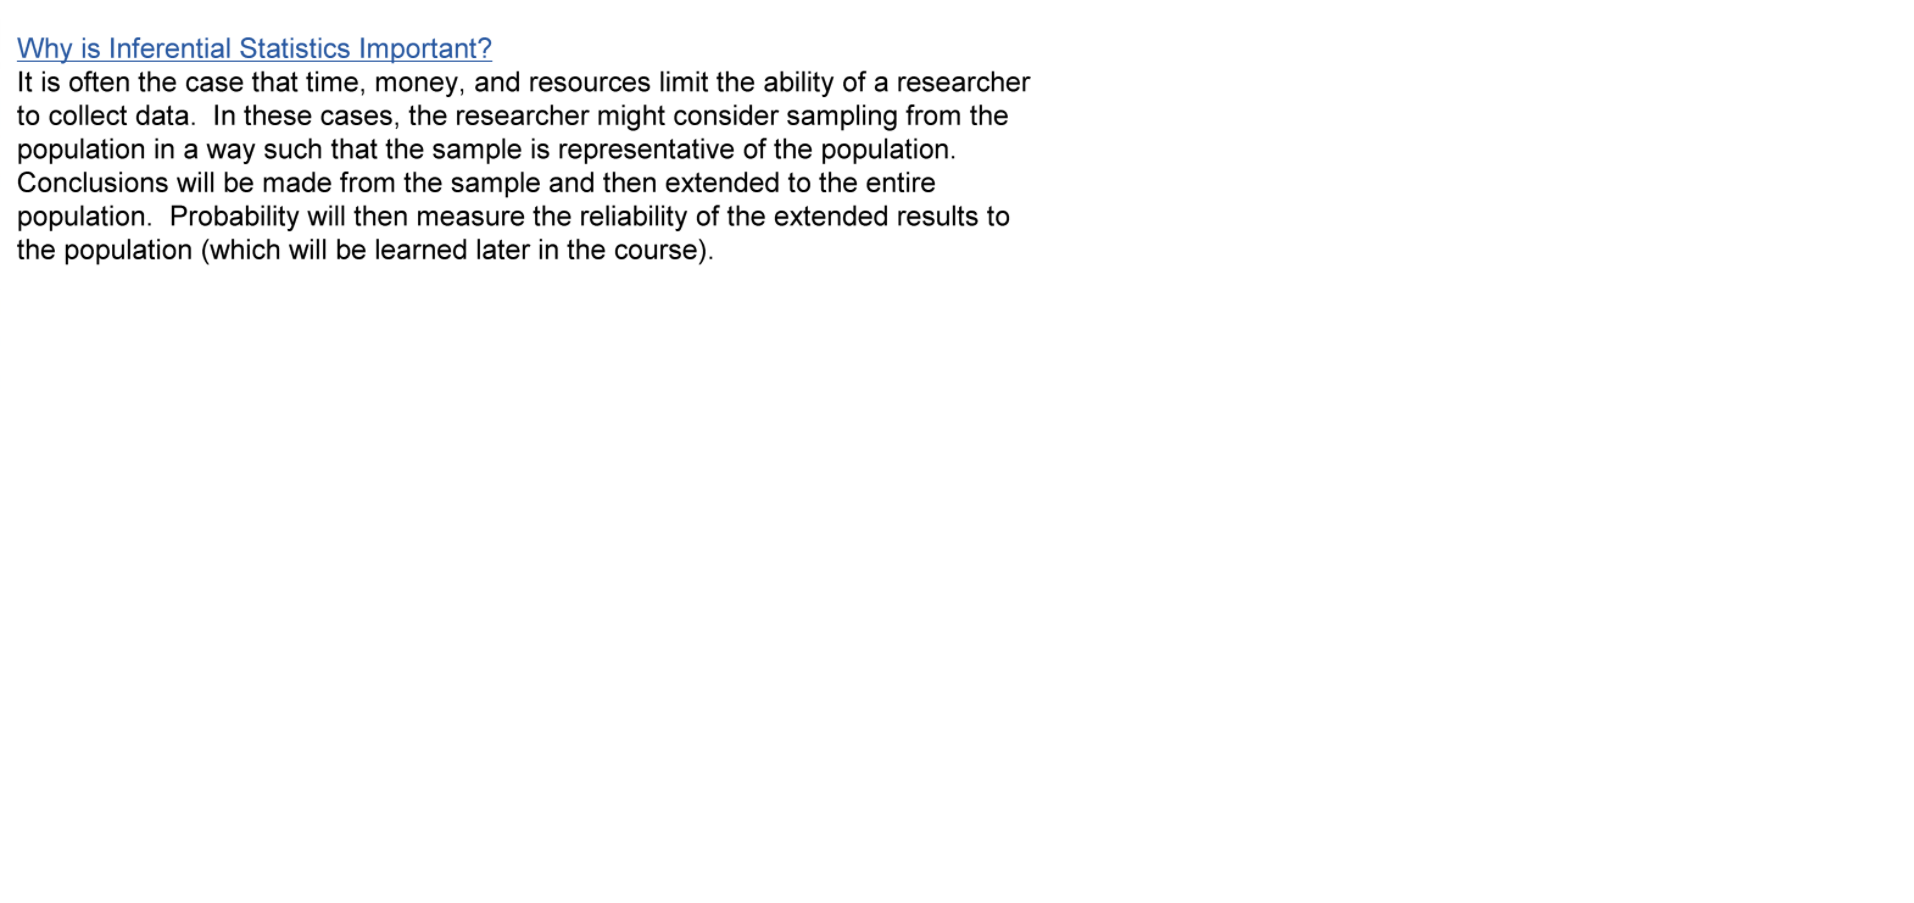 Why is Inferential Statistics Important?
It is often the case that time, money, and resources limit the ability of a researcher
to collect data.  In these cases, the researcher might consider sampling from the
population in a way such that the sample is representative of the population.
Conclusions will be made from the sample and then extended to the entire
population.  Probability will then measure the reliability of the extended results to
the population (which will be learned later in the course).